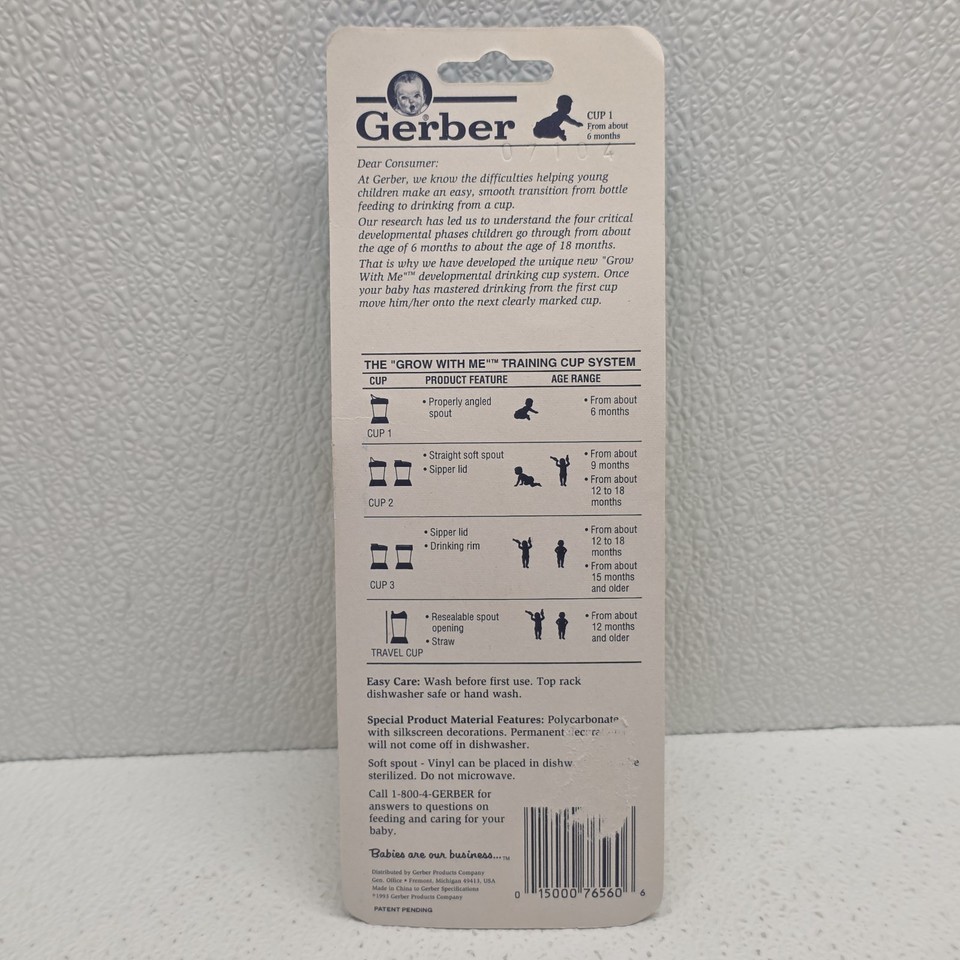 Gerber®
CUP 1
From about
6 months
07104
Dear Consumer:
At Gerber, we know the difficulties helping young
children make an easy, smooth transition from bottle
feeding to drinking from a cup.
Our research has led us to understand the four critical
developmental phases children go through from about
the age of 6 months to about the age of 18 months.
That is why we have developed the unique new "Grow
With Me"™ developmental drinking cup system. Once
your baby has mastered drinking from the first cup
move him/her onto the next clearly marked cup.
THE "GROW WITH ME"™ TRAINING CUP SYSTEM
CUP PRODUCT FEATURE AGE RANGE
• Properly angled
spout
• From about
6 months
CUP 1
• Straight soft spout
• Sipper lid
• From about
9 months
• From about
12 to 18
months
CUP 2
• Sipper lid
• Drinking rim
• From about
12 to 18
months
• From about
15 months
and older
CUP 3
• Resealable spout
opening
• Straw
• From about
12 months
and older
TRAVEL CUP
Easy Care: Wash before first use. Top rack
dishwasher safe or hand wash.
Special Product Material Features: Polycarbonate
with silkscreen decorations. Permanent
will not come off in dishwasher.
Soft spout - Vinyl can be placed in
sterilized. Do not microwave.
Call 1-800-4-GERBER for
answers to questions on
feeding and caring for your
baby.
Babies are our business...™
Distributed by Gerber Products Company
Gen. Office • Fremont, Michigan 49413, USA
Made in China to Gerber Specifications
©1993 Gerber Products Company
PATENT PENDING
0 15000 76560 6